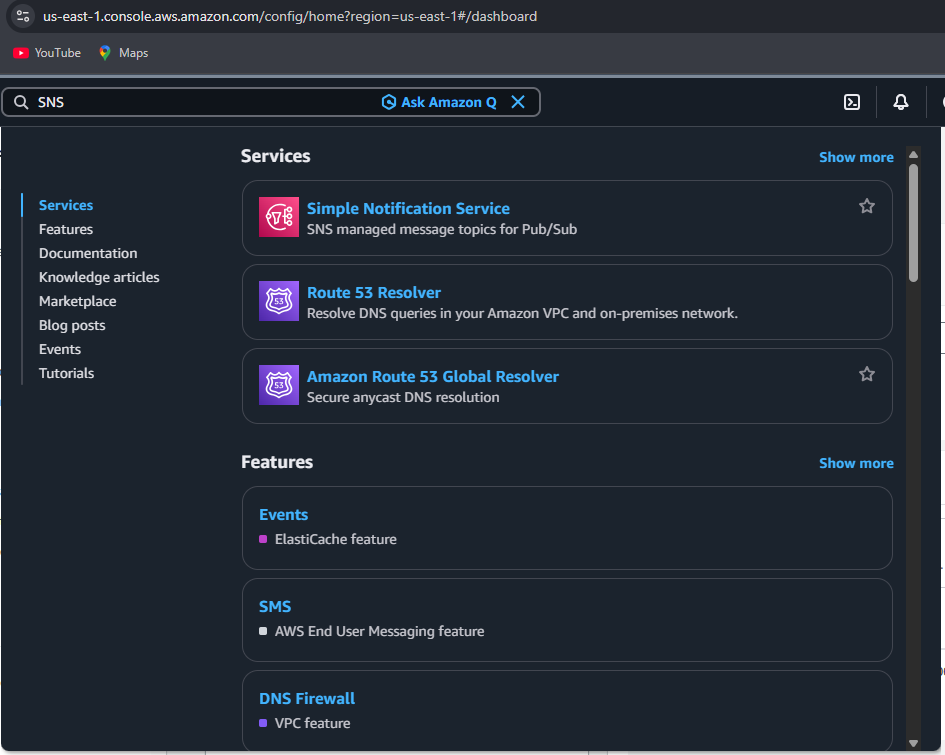 us-east-1.console.aws.amazon.com/config/home?region=us-east-1#/dashboard
YouTube
Maps
SNS
Ask Amazon Q
Services
Features
Documentation
Knowledge articles
Marketplace
Blog posts
Events
Tutorials
Services
Show more
Simple Notification Service
SNS managed message topics for Pub/Sub
53
Route 53 Resolver
Resolve DNS queries in your Amazon VPC and on-premises network.
53
Amazon Route 53 Global Resolver
Secure anycast DNS resolution
Features
Show more
Events
ElastiCache feature
SMS
AWS End User Messaging feature
DNS Firewall
VPC feature